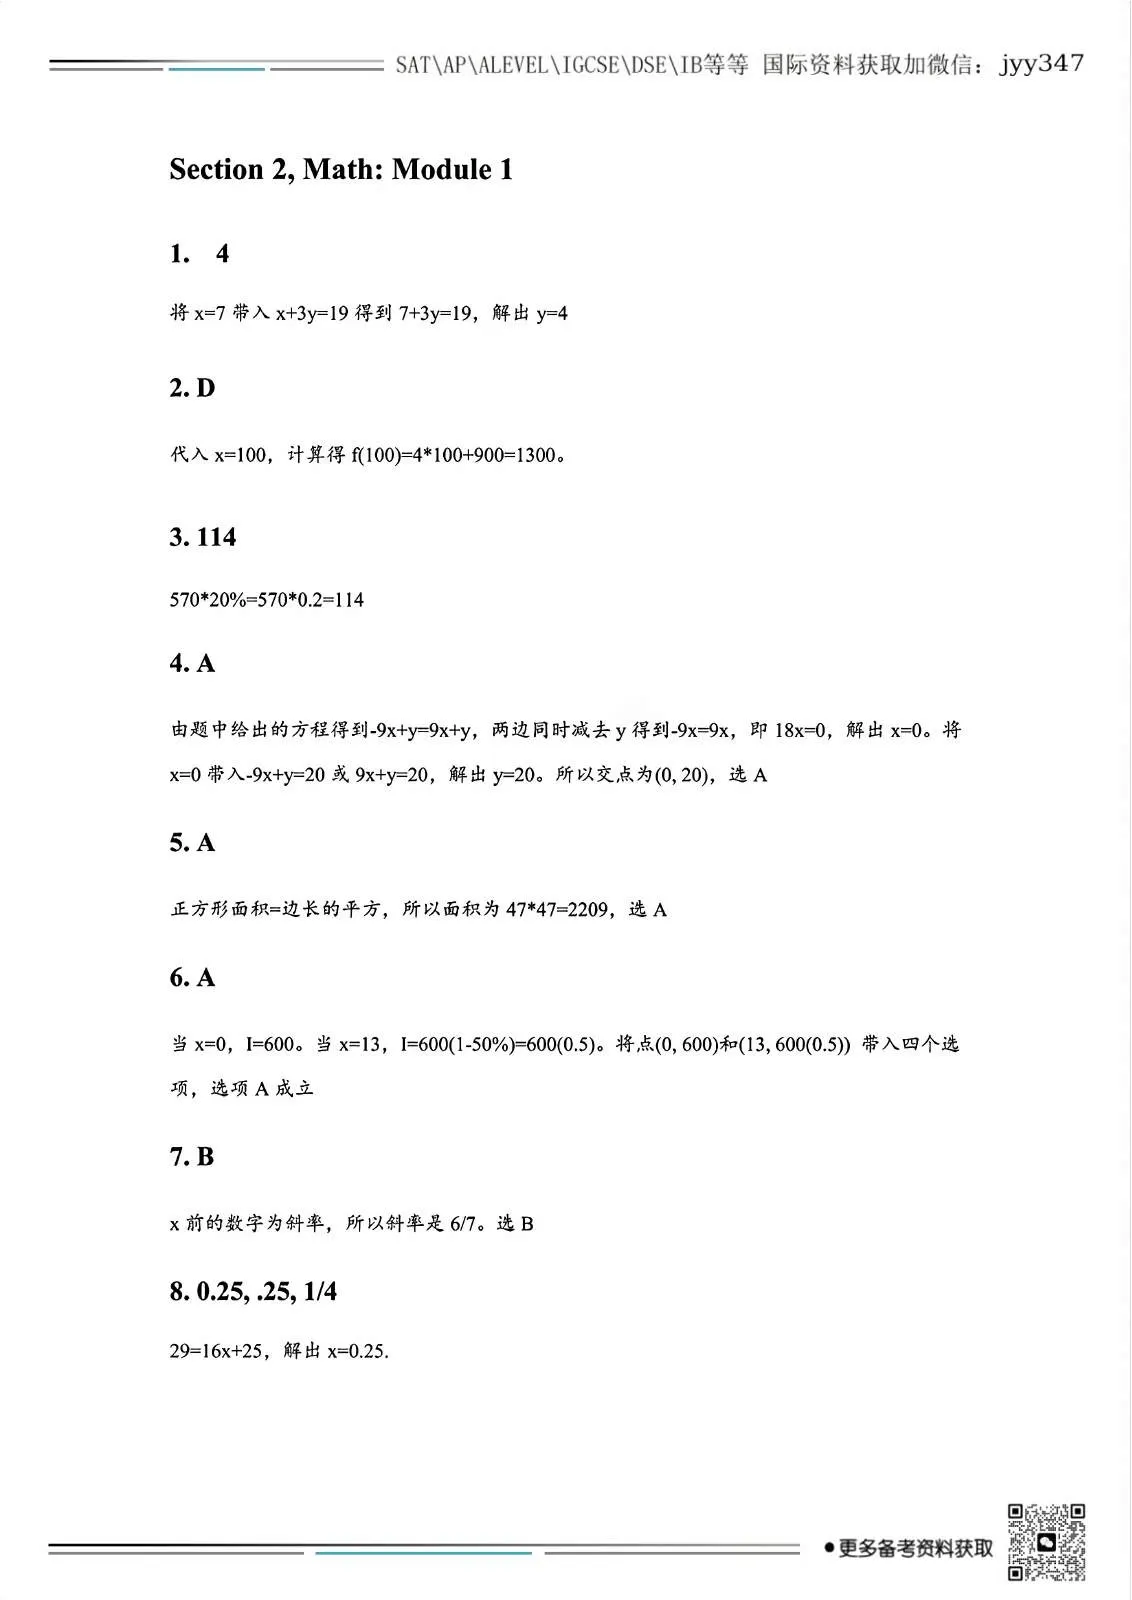 SAT\AP\ALEVEL\IGCSE\DSE\IB等等 国际资料获取加微信：jyy347
Section 2, Math: Module 1
1. 4
将 x=7 带入 x+3y=19 得到 7+3y=19，解出 y=4
2. D
代入 x=100，计算得 f(100)=4*100+900=1300。
3. 114
570*20%=570*0.2=114
4. A
由题中给出的方程得到-9x+y=9x+y，两边同时减去 y 得到-9x=9x，即 18x=0，解出 x=0。将
x=0 带入-9x+y=20 或 9x+y=20，解出 y=20。所以交点为(0, 20)，选 A
5. A
正方形面积=边长的平方，所以面积为 47*47=2209，选 A
6. A
当 x=0，I=600。当 x=13，I=600(1-50%)=600(0.5)。将点(0, 600)和(13, 600(0.5)) 带入四个选
项，选项 A 成立
7. B
x 前的数字为斜率，所以斜率是 6/7。选 B
8. 0.25, .25, 1/4
29=16x+25，解出 x=0.25.
•更多备考资料获取